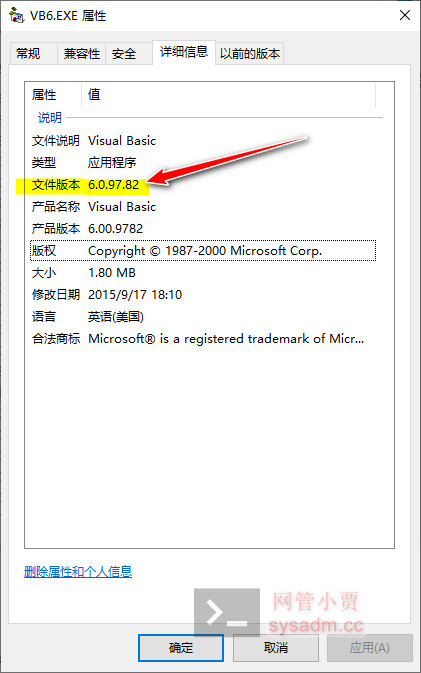 VB6.EXE 属性
常规 兼容性 安全 详细信息 以前的版本
属性 值
说明
文件说明 Visual Basic
类型 应用程序
文件版本 6.0.97.82
产品名称 Visual Basic
产品版本 6.00.9782
版权 Copyright © 1987-2000 Microsoft Corp.
大小 1.80 MB
修改日期 2015/9/17 18:10
语言 英语(美国)
合法商标 Microsoft® is a registered trademark of Micr...
删除属性和个人信息
网管小贾
sysadm.cc
确定 取消 应用(A)